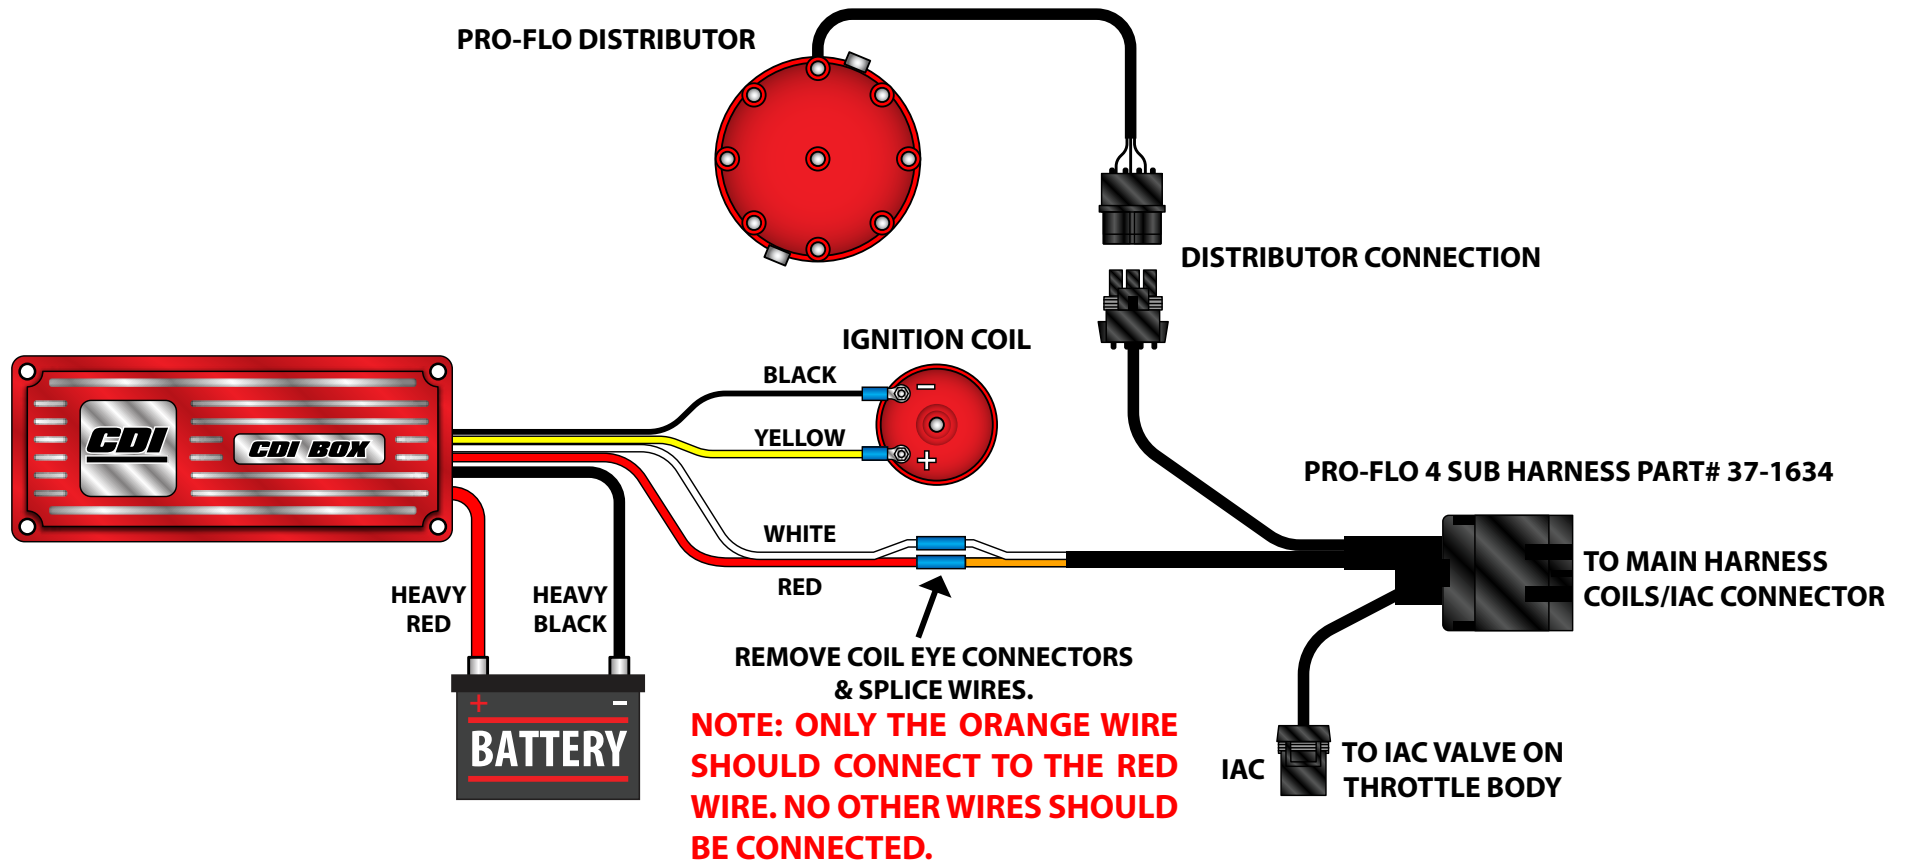 PRO-FLO DISTRIBUTOR
DISTRIBUTOR CONNECTION
IGNITION COIL
BLACK
−
YELLOW
+
CDI
CDI BOX
PRO-FLO 4 SUB HARNESS PART# 37-1634
WHITE
RED
TO MAIN HARNESS
COILS/IAC CONNECTOR
HEAVY
RED
HEAVY
BLACK
REMOVE COIL EYE CONNECTORS
& SPLICE WIRES.
+ −
BATTERY
NOTE: ONLY THE ORANGE WIRE
SHOULD CONNECT TO THE RED
WIRE. NO OTHER WIRES SHOULD
BE CONNECTED.
IAC
TO IAC VALVE ON
THROTTLE BODY